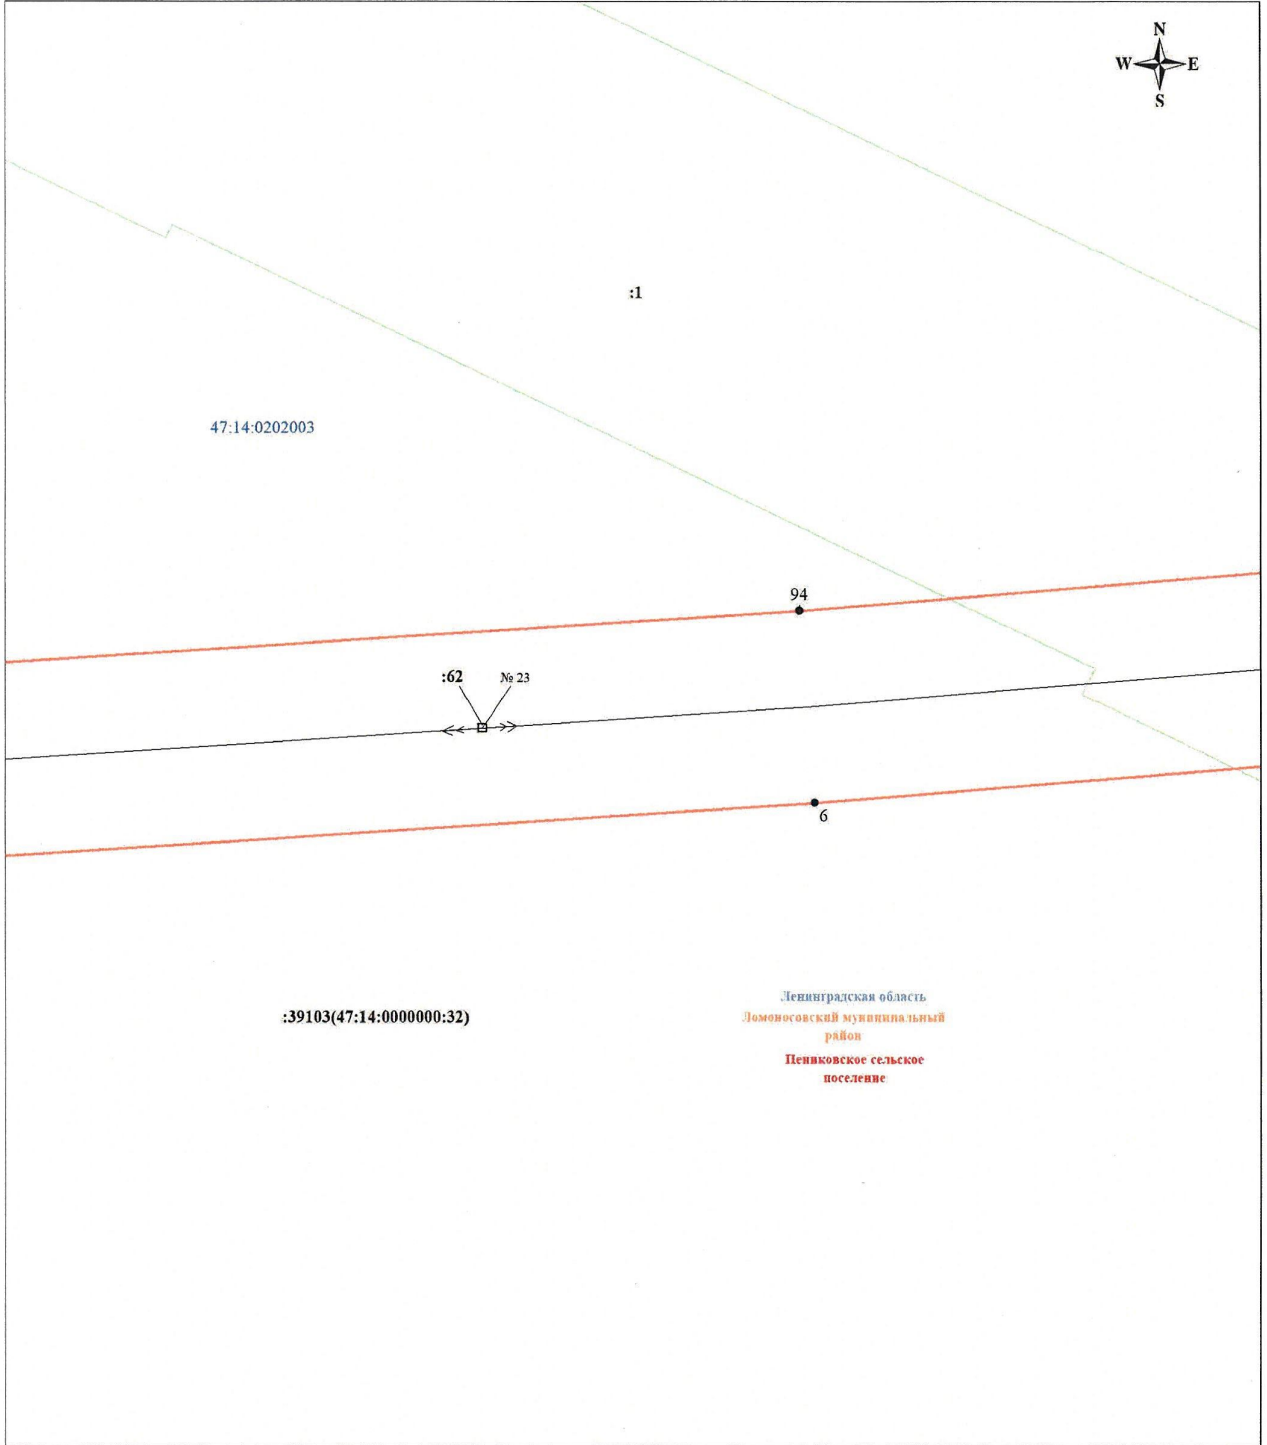 N
W E
S
:1
47:14:0202003
94
:62 № 23
6
:39103(47:14:0000000:32)
Ленинградская область
Ломоносовский муниципальный
район
Пениковское сельское
поселение